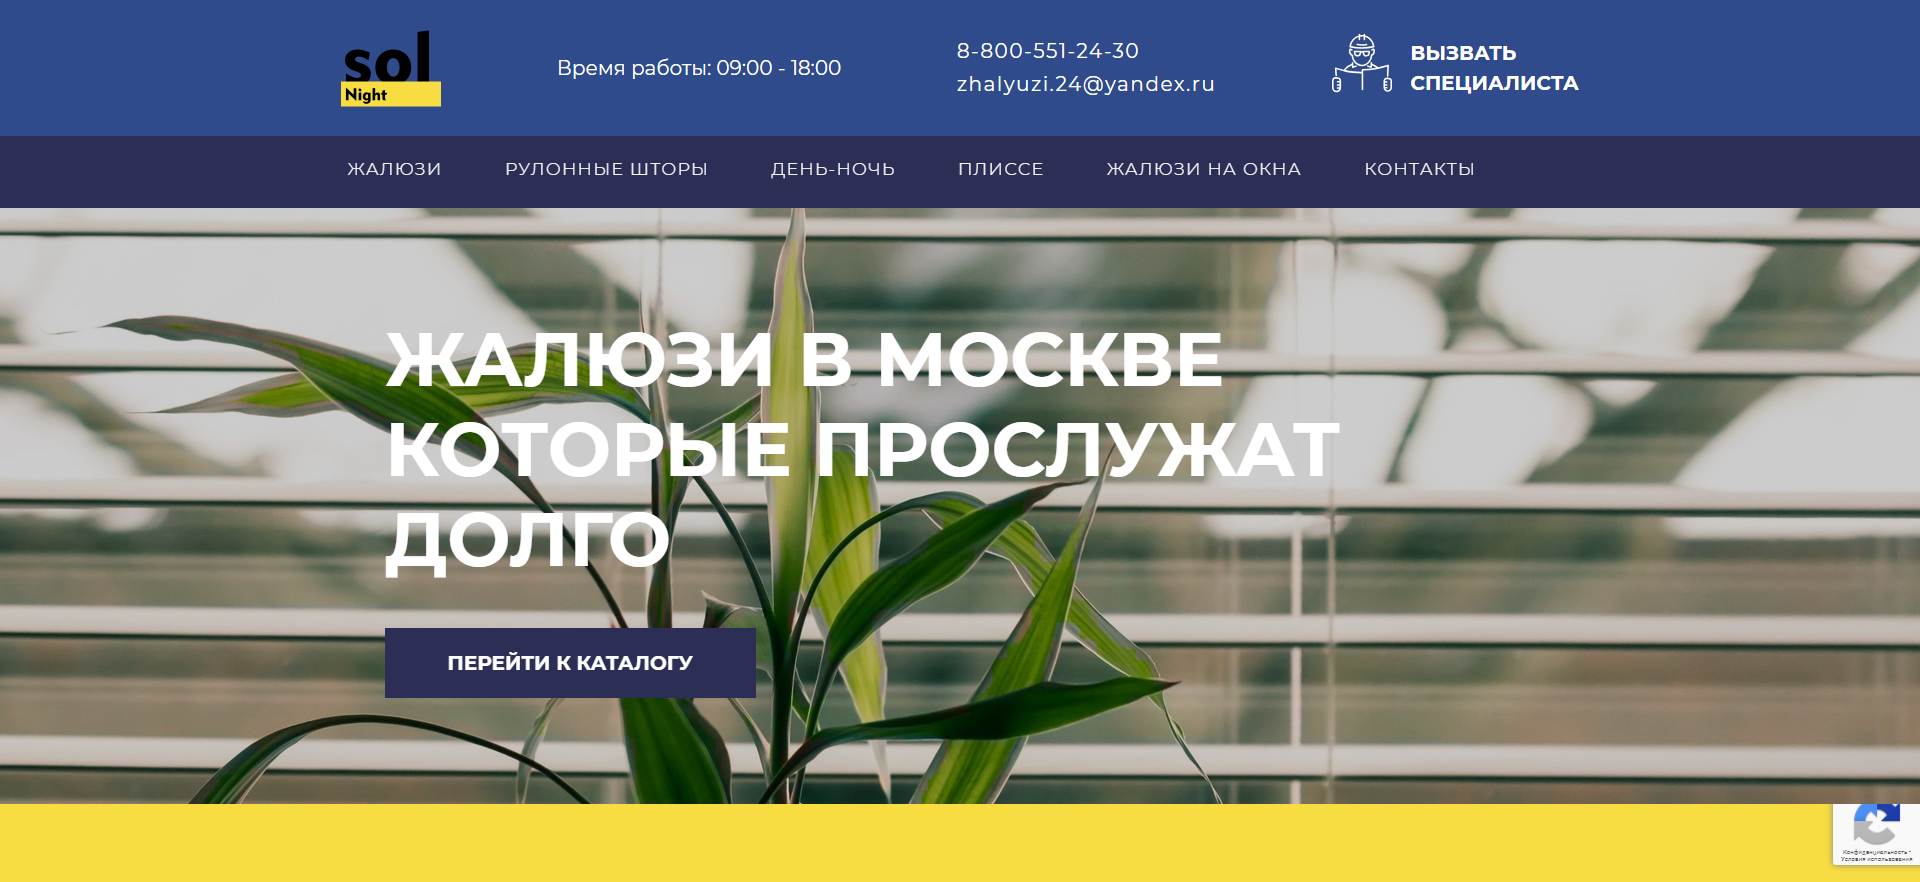 sol
Night
Время работы: 09:00 - 18:00
8-800-551-24-30
zhalyuzi.24@yandex.ru
ВЫЗВАТЬ
СПЕЦИАЛИСТА
ЖАЛЮЗИ
РУЛОННЫЕ ШТОРЫ
ДЕНЬ-НОЧЬ
ПЛИССЕ
ЖАЛЮЗИ НА ОКНА
КОНТАКТЫ
ЖАЛЮЗИ В МОСКВЕ
КОТОРЫЕ ПРОСЛУЖАТ
ДОЛГО
ПЕРЕЙТИ К КАТАЛОГУ
Конфиденциальность -
Условия использования